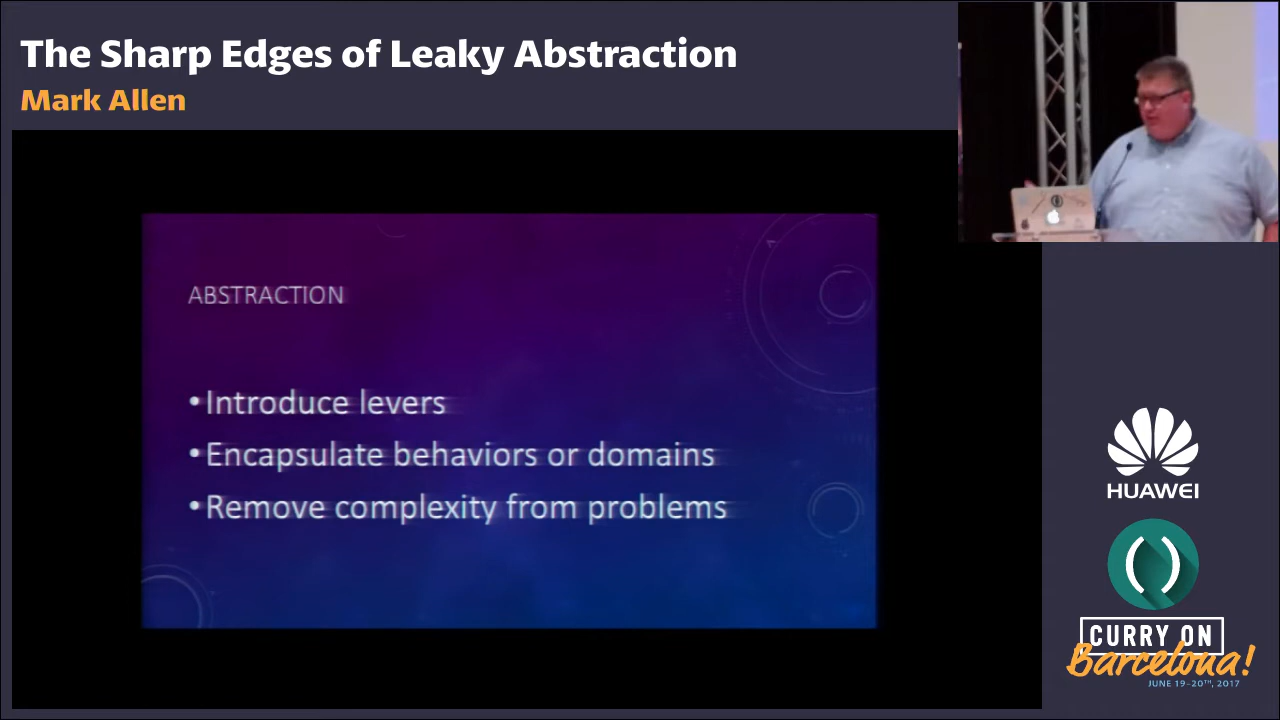 The Sharp Edges of Leaky Abstraction
Mark Allen
ABSTRACTION
•Introduce levers
•Encapsulate behaviors or domains
•Remove complexity from problems
HUAWEI
( )
CURRY ON
Barcelona!
JUNE 19-20TH, 2017